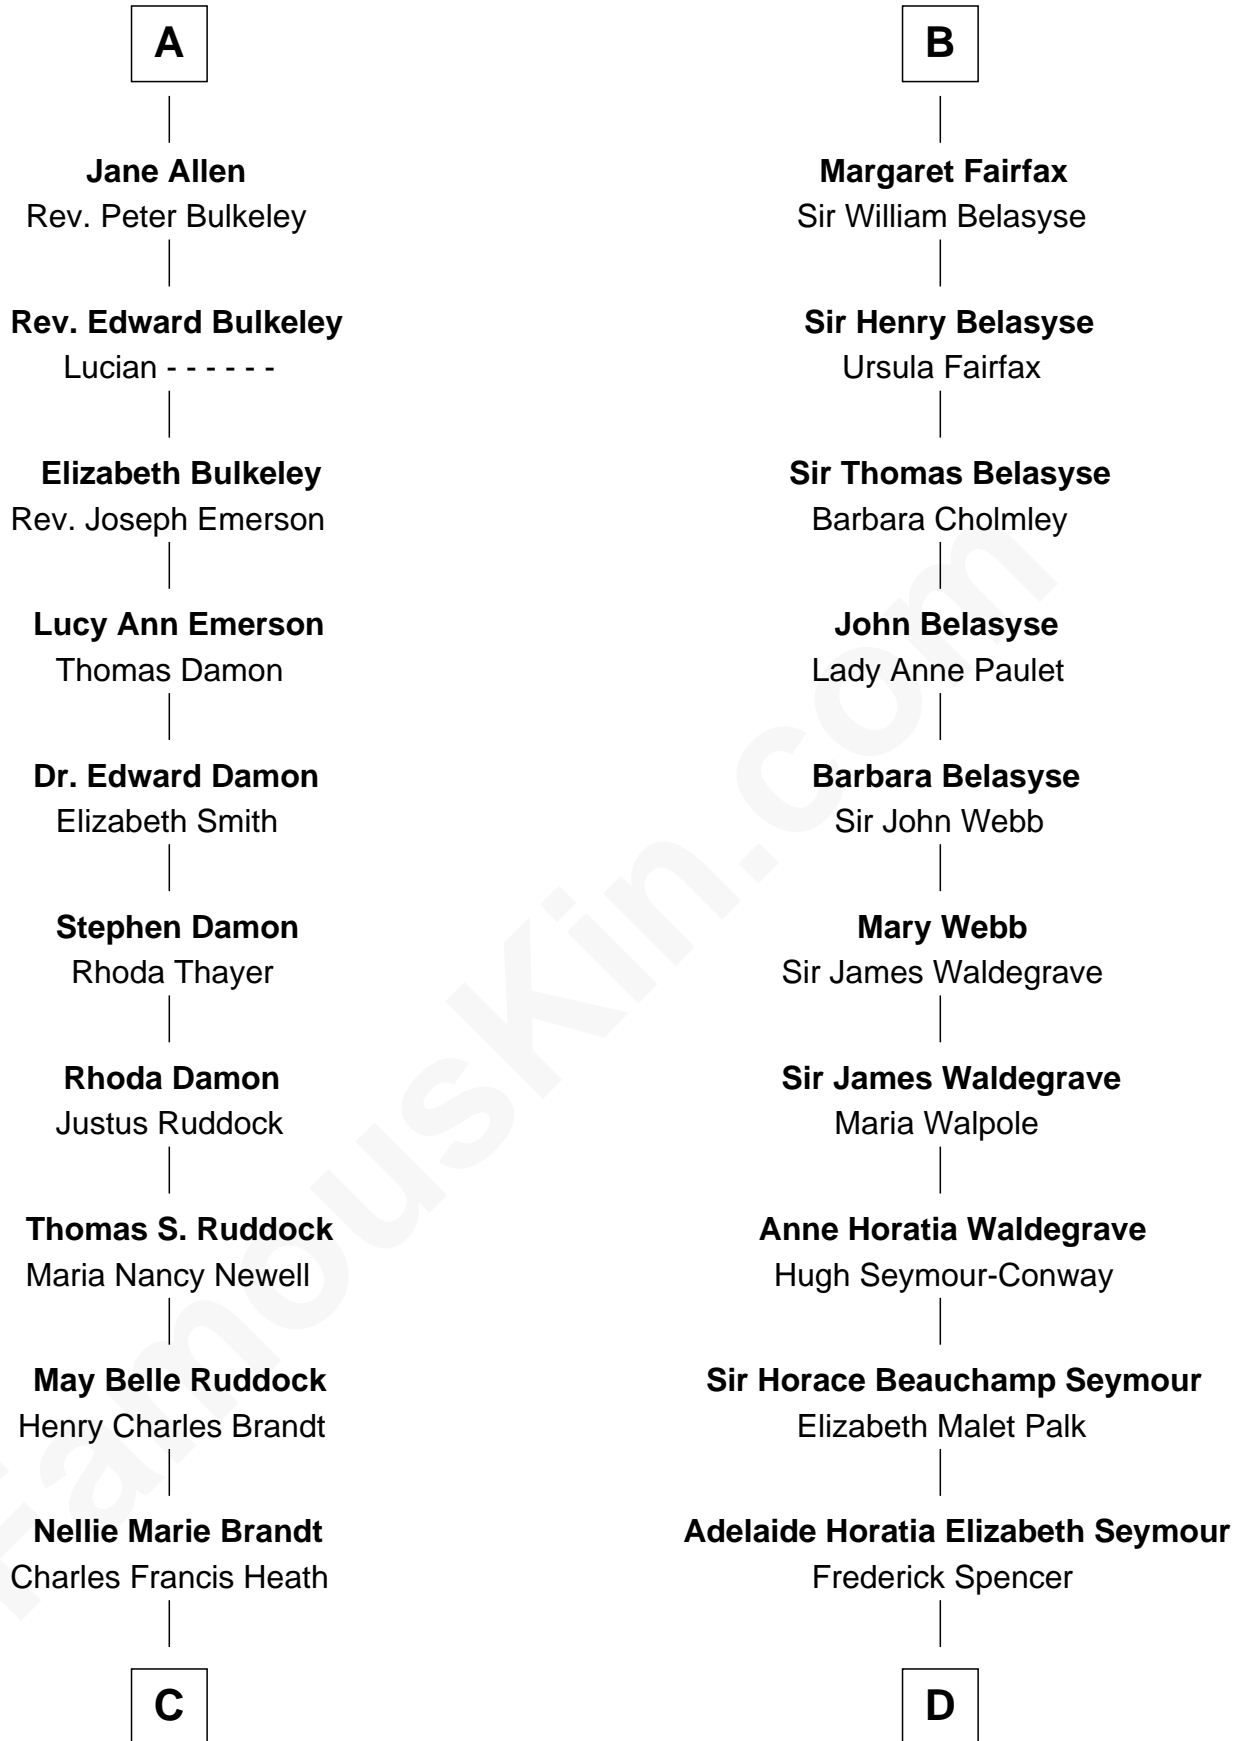 A
Jane Allen
Rev. Peter Bulkeley
Rev. Edward Bulkeley
Lucian - - - - - -
Elizabeth Bulkeley
Rev. Joseph Emerson
Lucy Ann Emerson
Thomas Damon
Dr. Edward Damon
Elizabeth Smith
Stephen Damon
Rhoda Thayer
Rhoda Damon
Justus Ruddock
Thomas S. Ruddock
Maria Nancy Newell
May Belle Ruddock
Henry Charles Brandt
Nellie Marie Brandt
Charles Francis Heath
C
B
Margaret Fairfax
Sir William Belasyse
Sir Henry Belasyse
Ursula Fairfax
Sir Thomas Belasyse
Barbara Cholmley
John Belasyse
Lady Anne Paulet
Barbara Belasyse
Sir John Webb
Mary Webb
Sir James Waldegrave
Sir James Waldegrave
Maria Walpole
Anne Horatia Waldegrave
Hugh Seymour-Conway
Sir Horace Beauchamp Seymour
Elizabeth Malet Palk
Adelaide Horatia Elizabeth Seymour
Frederick Spencer
D
FamousKin.com